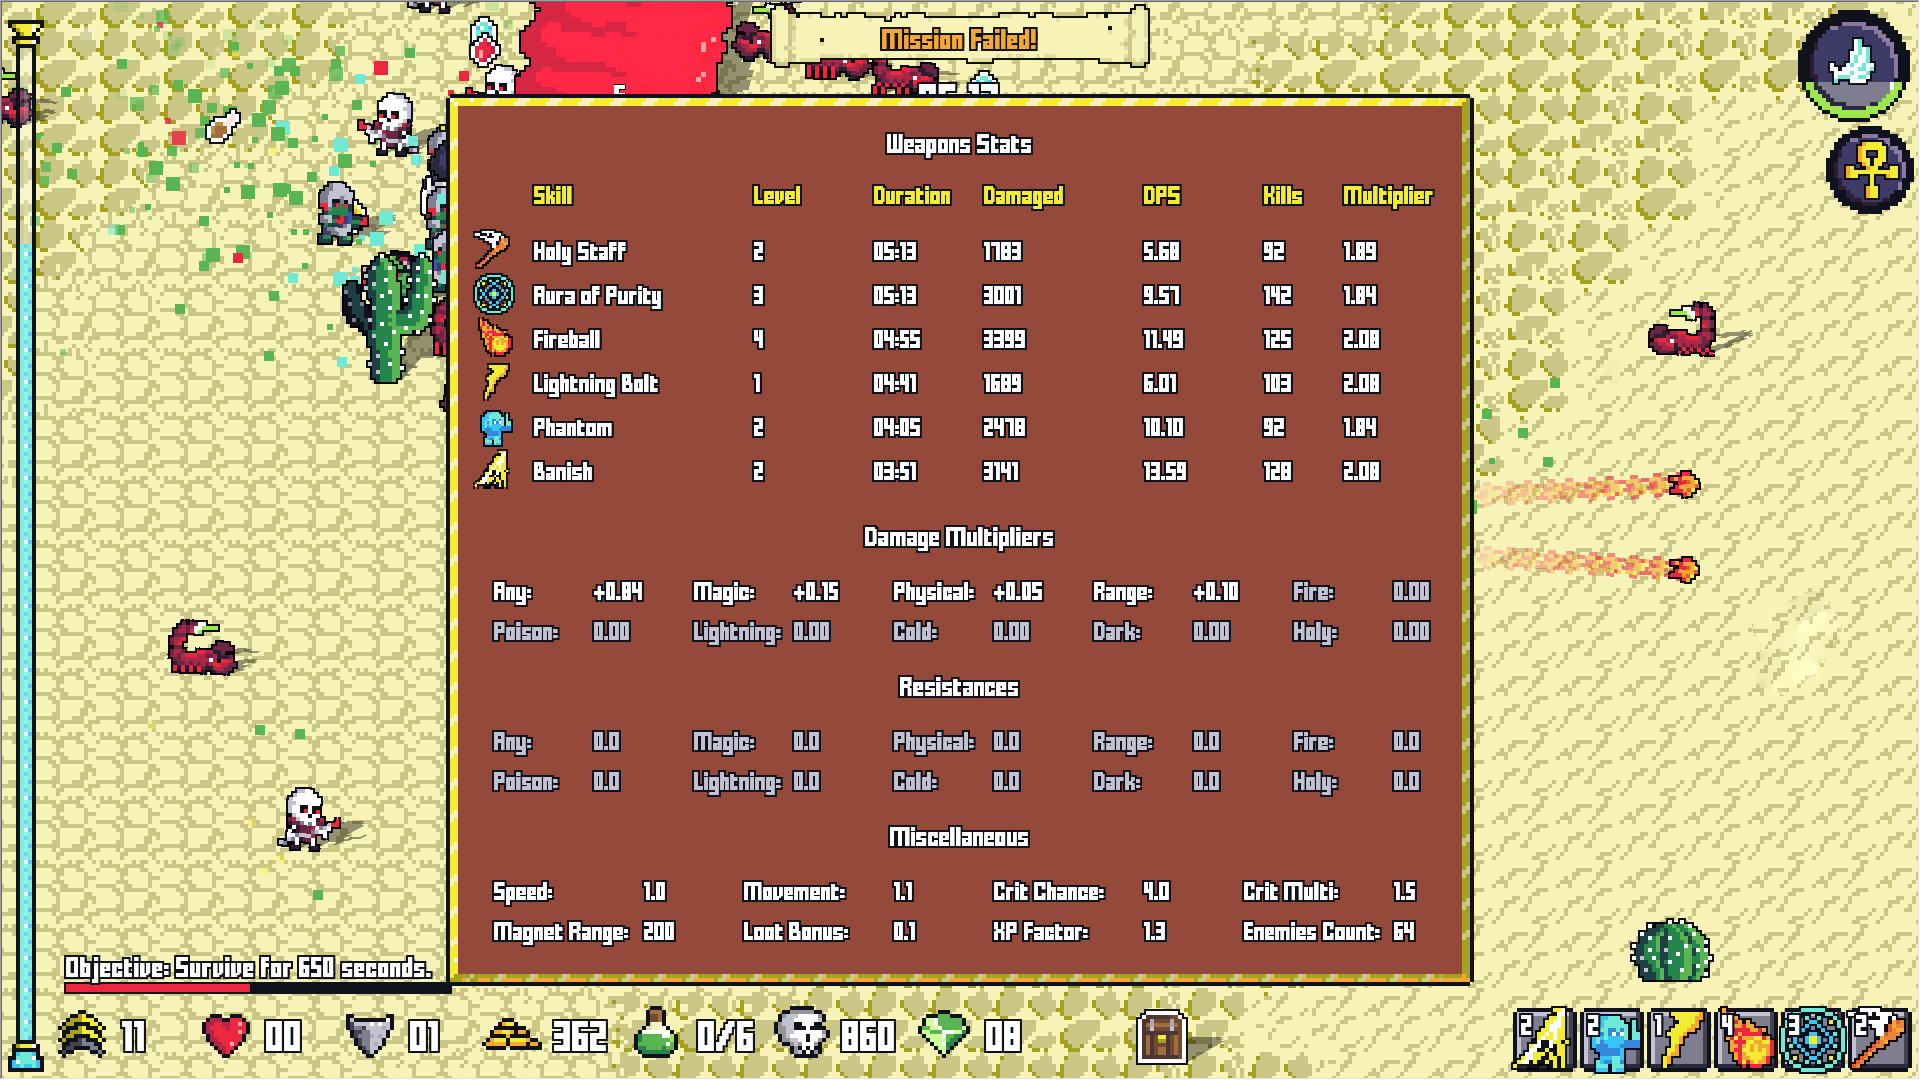 Mission Failed!
Weapons Stats
Skill Level Duration Damaged DPS Kills Multiplier
Holy Staff 2 05:13 1783 5.68 92 1.89
Aura of Purity 3 05:13 3001 9.57 142 1.84
Fireball 4 04:55 3399 11.49 125 2.08
Lightning Bolt 1 04:41 1689 6.01 103 2.08
Phantom 2 04:05 2478 10.10 92 1.84
Banish 2 03:51 3141 13.59 128 2.08
Damage Multipliers
Any: +0.84 Magic: +0.15 Physical: +0.05 Range: +0.10 Fire: 0.00
Poison: 0.00 Lightning: 0.00 Cold: 0.00 Dark: 0.00 Holy: 0.00
Resistances
Any: 0.0 Magic: 0.0 Physical: 0.0 Range: 0.0 Fire: 0.0
Poison: 0.0 Lightning: 0.0 Cold: 0.0 Dark: 0.0 Holy: 0.0
Miscellaneous
Speed: 1.0 Movement: 1.1 Crit Chance: 4.0 Crit Multi: 1.5
Magnet Range: 200 Loot Bonus: 0.1 XP Factor: 1.3 Enemies Count: 64
Objective: Survive for 650 seconds.
11 00 01 362 0/6 860 08
2 2 1 4 3 2